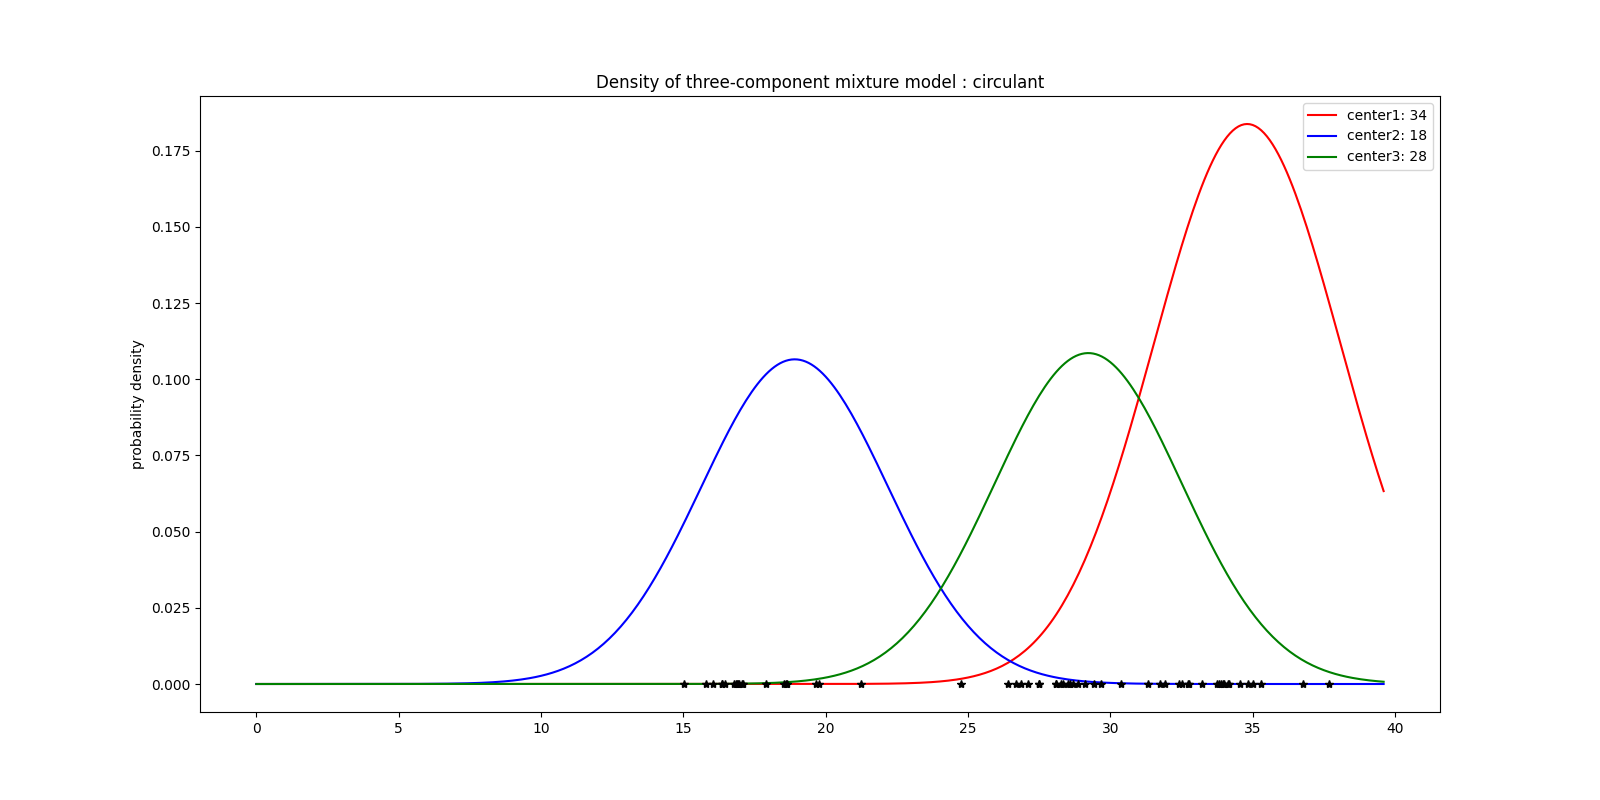 Density of three-component mixture model : circulant
center1: 34
center2: 18
center3: 28
probability density
0.175
0.150
0.125
0.100
0.075
0.050
0.025
0.000
0 5 10 15 20 25 30 35 40